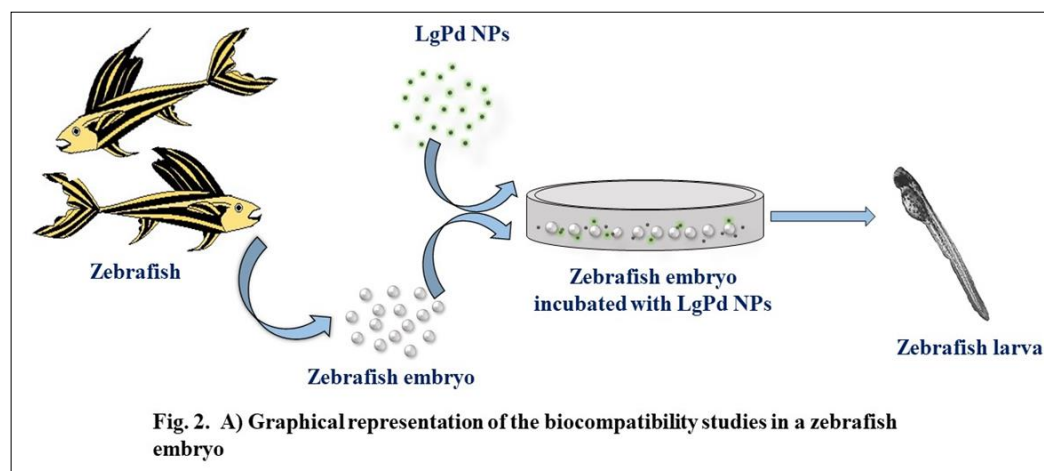 LgPd NPs
Zebrafish
Zebrafish embryo
Zebrafish embryo
incubated with LgPd NPs
Zebrafish larva
Fig. 2. A) Graphical representation of the biocompatibility studies in a zebrafish
embryo